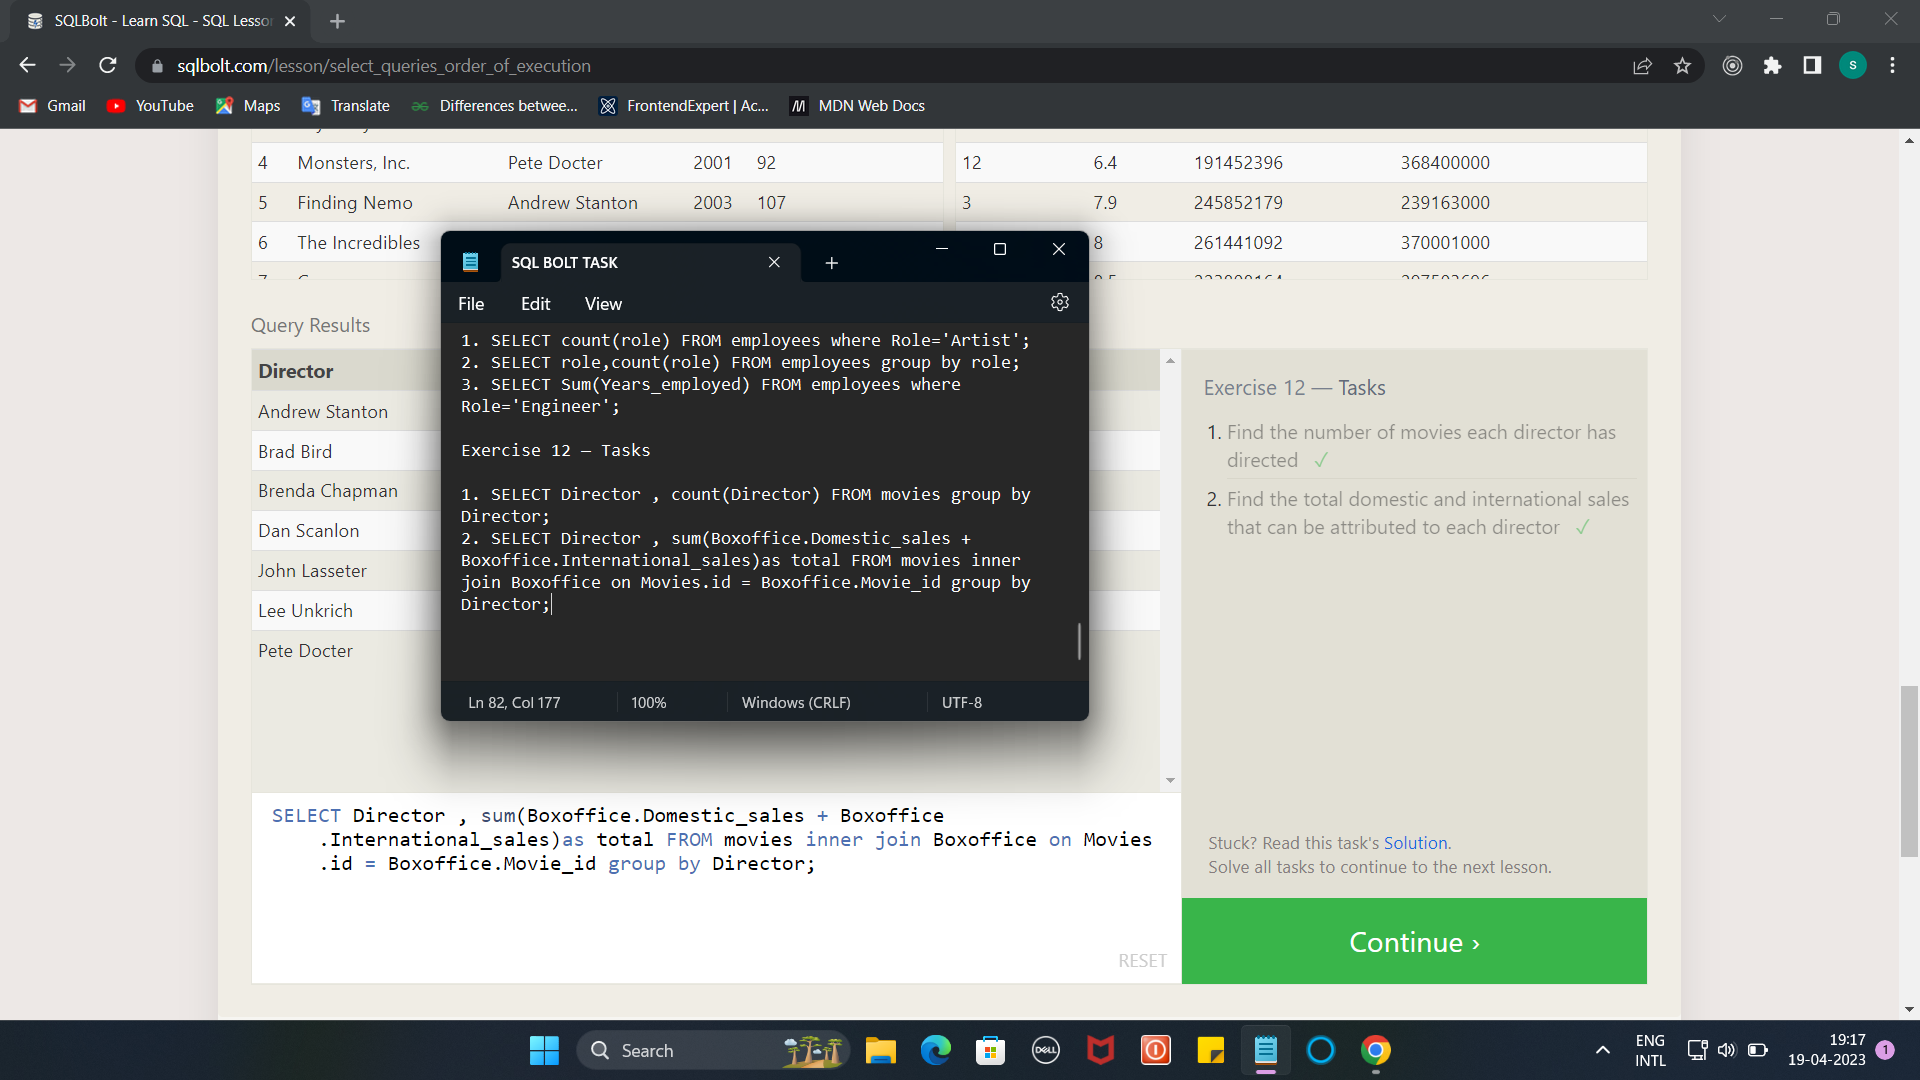 SQLBolt - Learn SQL - SQL Lesson
sqlbolt.com/lesson/select_queries_order_of_execution
S
Gmail
YouTube
Maps
Translate
Differences betwee...
FrontendExpert | Ac...
MDN Web Docs
4 Monsters, Inc. Pete Docter 2001 92
12 6.4 191452396 368400000
5 Finding Nemo Andrew Stanton 2003 107
3 7.9 245852179 239163000
6 The Incredibles
8 261441092 370001000
SQL BOLT TASK
File Edit View
1. SELECT count(role) FROM employees where Role='Artist';
2. SELECT role,count(role) FROM employees group by role;
3. SELECT Sum(Years_employed) FROM employees where
Role='Engineer';
Exercise 12 — Tasks
1. SELECT Director , count(Director) FROM movies group by
Director;
2. SELECT Director , sum(Boxoffice.Domestic_sales +
Boxoffice.International_sales)as total FROM movies inner
join Boxoffice on Movies.id = Boxoffice.Movie_id group by
Director;
Ln 82, Col 177 100% Windows (CRLF) UTF-8
Query Results
Director
Andrew Stanton
Brad Bird
Brenda Chapman
Dan Scanlon
John Lasseter
Lee Unkrich
Pete Docter
Exercise 12 — Tasks
1. Find the number of movies each director has
directed ✓
2. Find the total domestic and international sales
that can be attributed to each director ✓
SELECT Director , sum(Boxoffice.Domestic_sales + Boxoffice
.International_sales)as total FROM movies inner join Boxoffice on Movies
.id = Boxoffice.Movie_id group by Director;
RESET
Stuck? Read this task's Solution.
Solve all tasks to continue to the next lesson.
Continue ›
Search
DELL
ENG
INTL
19:17
19-04-2023
1